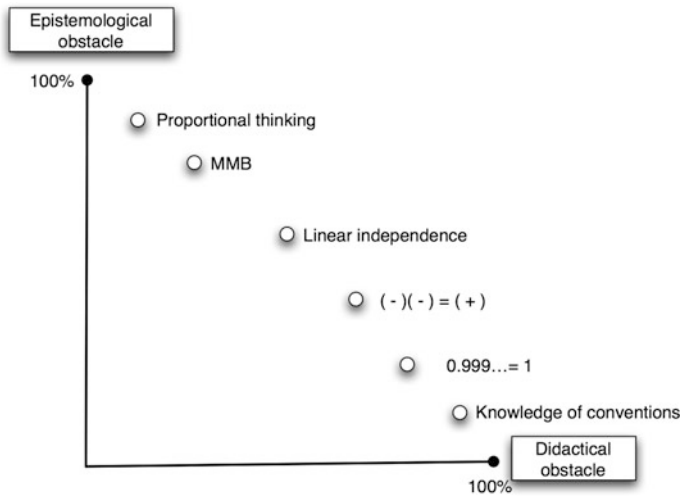 Epistemological
obstacle
100%
Proportional thinking
MMB
Linear independence
( - )( - ) = ( + )
0.999...= 1
Knowledge of conventions
Didactical
obstacle
100%